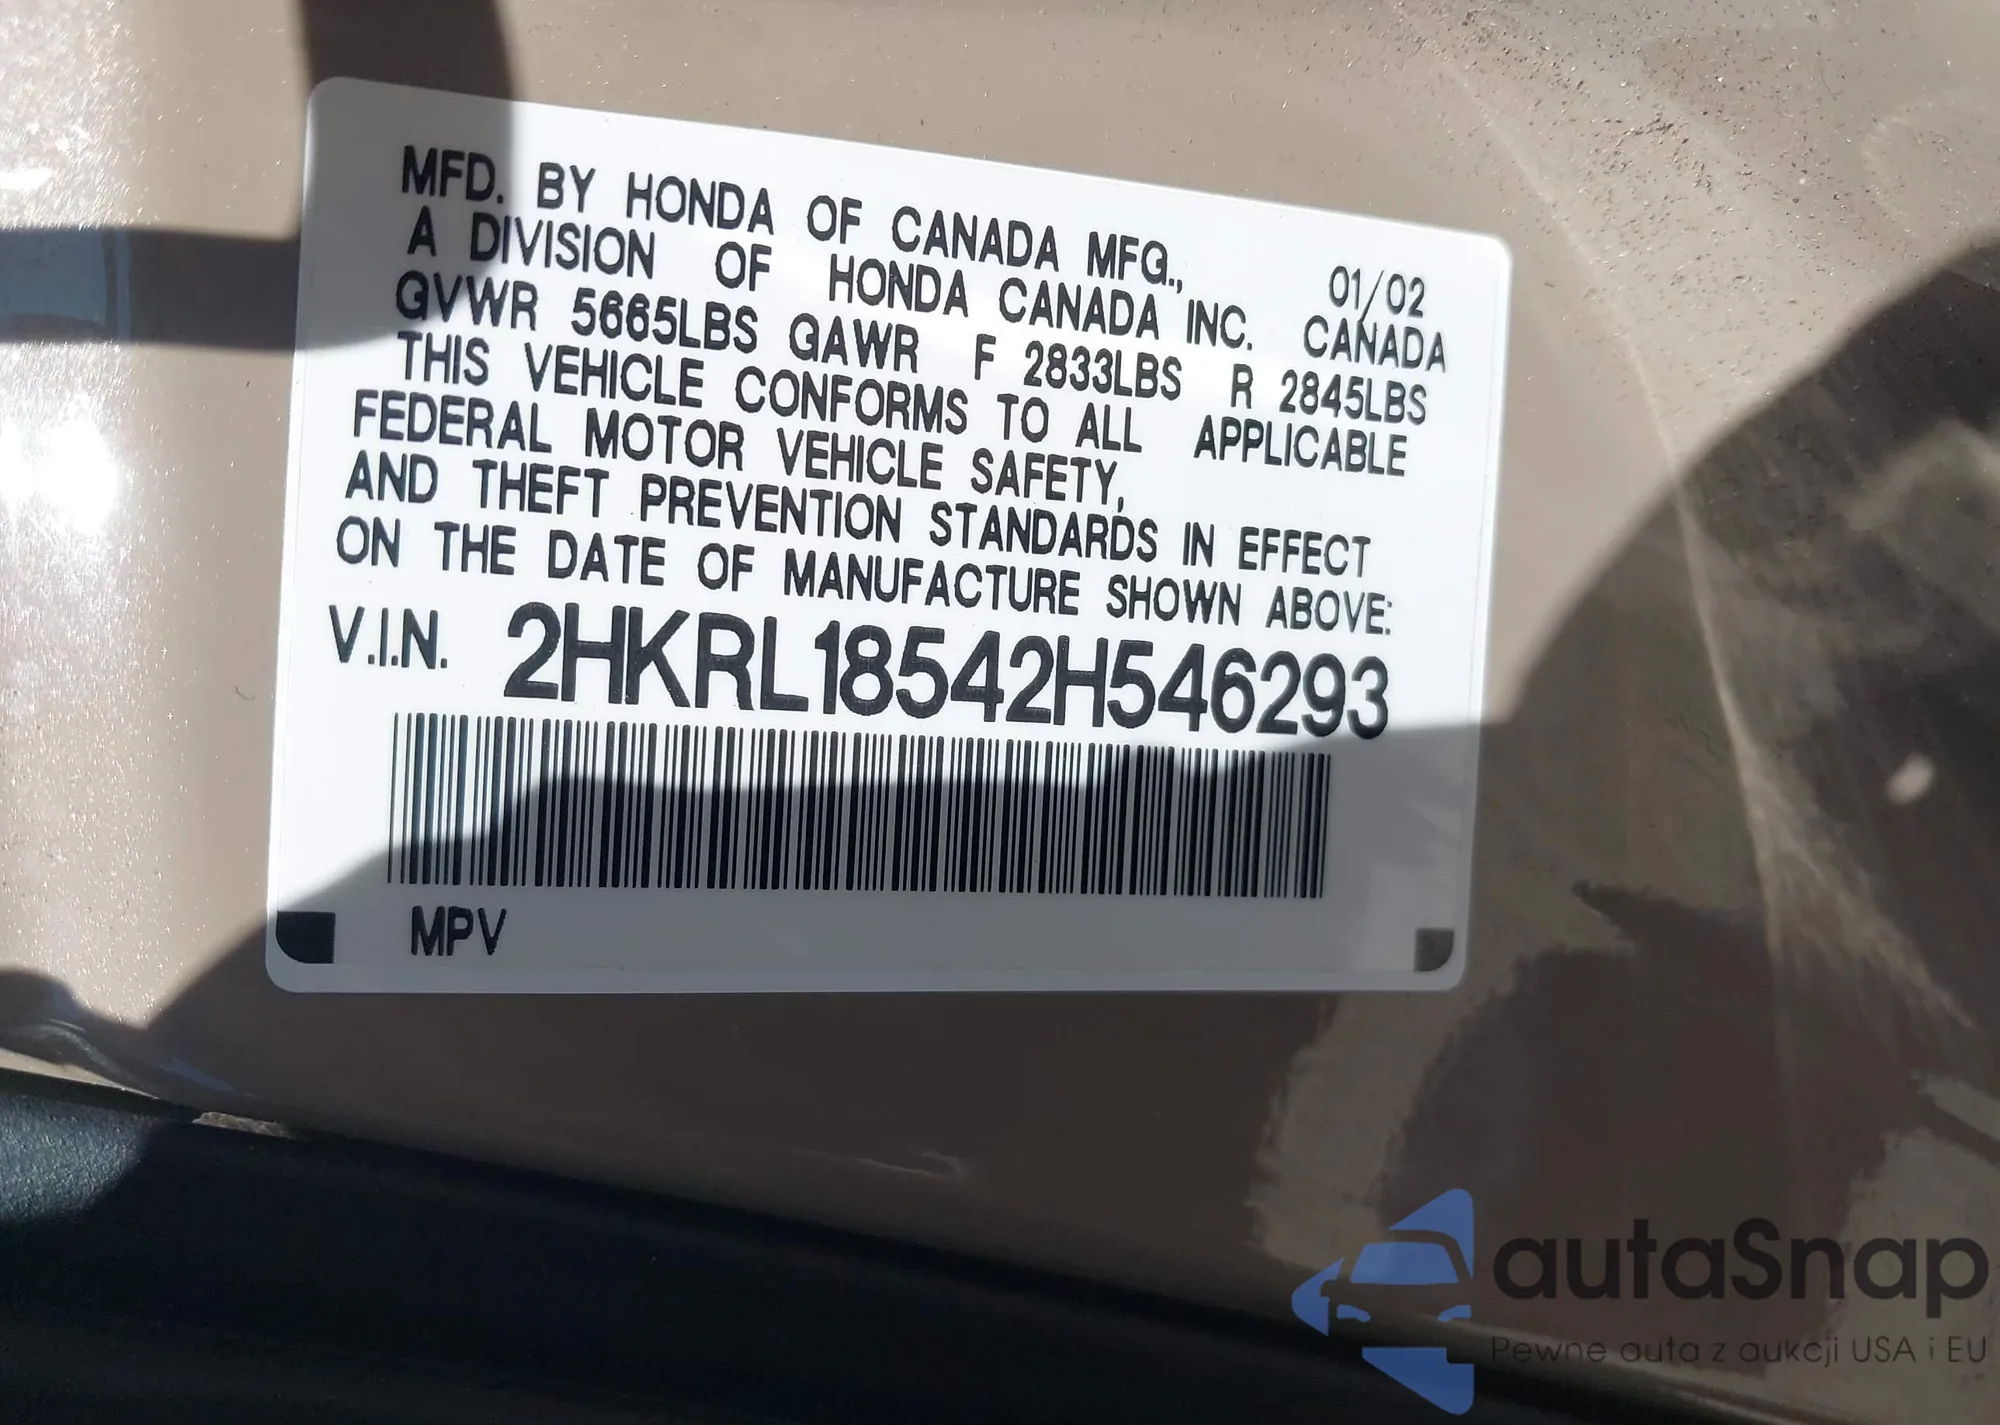 MFD. BY HONDA OF CANADA MFG., 01/02
A DIVISION OF HONDA CANADA INC. CANADA
GVWR 5665LBS GAWR F 2833LBS R 2845LBS
THIS VEHICLE CONFORMS TO ALL APPLICABLE
FEDERAL MOTOR VEHICLE SAFETY,
AND THEFT PREVENTION STANDARDS IN EFFECT
ON THE DATE OF MANUFACTURE SHOWN ABOVE:
V.I.N. 2HKRL18542H546293
MPV
autaSnap
Pewne auta z aukcji USA i EU